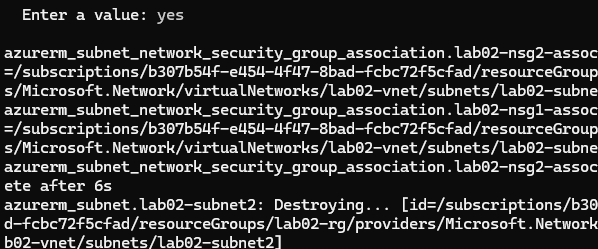 Enter a value: yes
azurerm_subnet_network_security_group_association.lab02-nsg2-assoc
=/subscriptions/b307b54f-e454-4f47-8bad-fcbc72f5cfad/resourceGroup
s/Microsoft.Network/virtualNetworks/lab02-vnet/subnets/lab02-subne
azurerm_subnet_network_security_group_association.lab02-nsg1-assoc
=/subscriptions/b307b54f-e454-4f47-8bad-fcbc72f5cfad/resourceGroup
s/Microsoft.Network/virtualNetworks/lab02-vnet/subnets/lab02-subne
azurerm_subnet_network_security_group_association.lab02-nsg2-assoc
ete after 6s
azurerm_subnet.lab02-subnet2: Destroying... [id=/subscriptions/b30
d-fcbc72f5cfad/resourceGroups/lab02-rg/providers/Microsoft.Network
b02-vnet/subnets/lab02-subnet2]